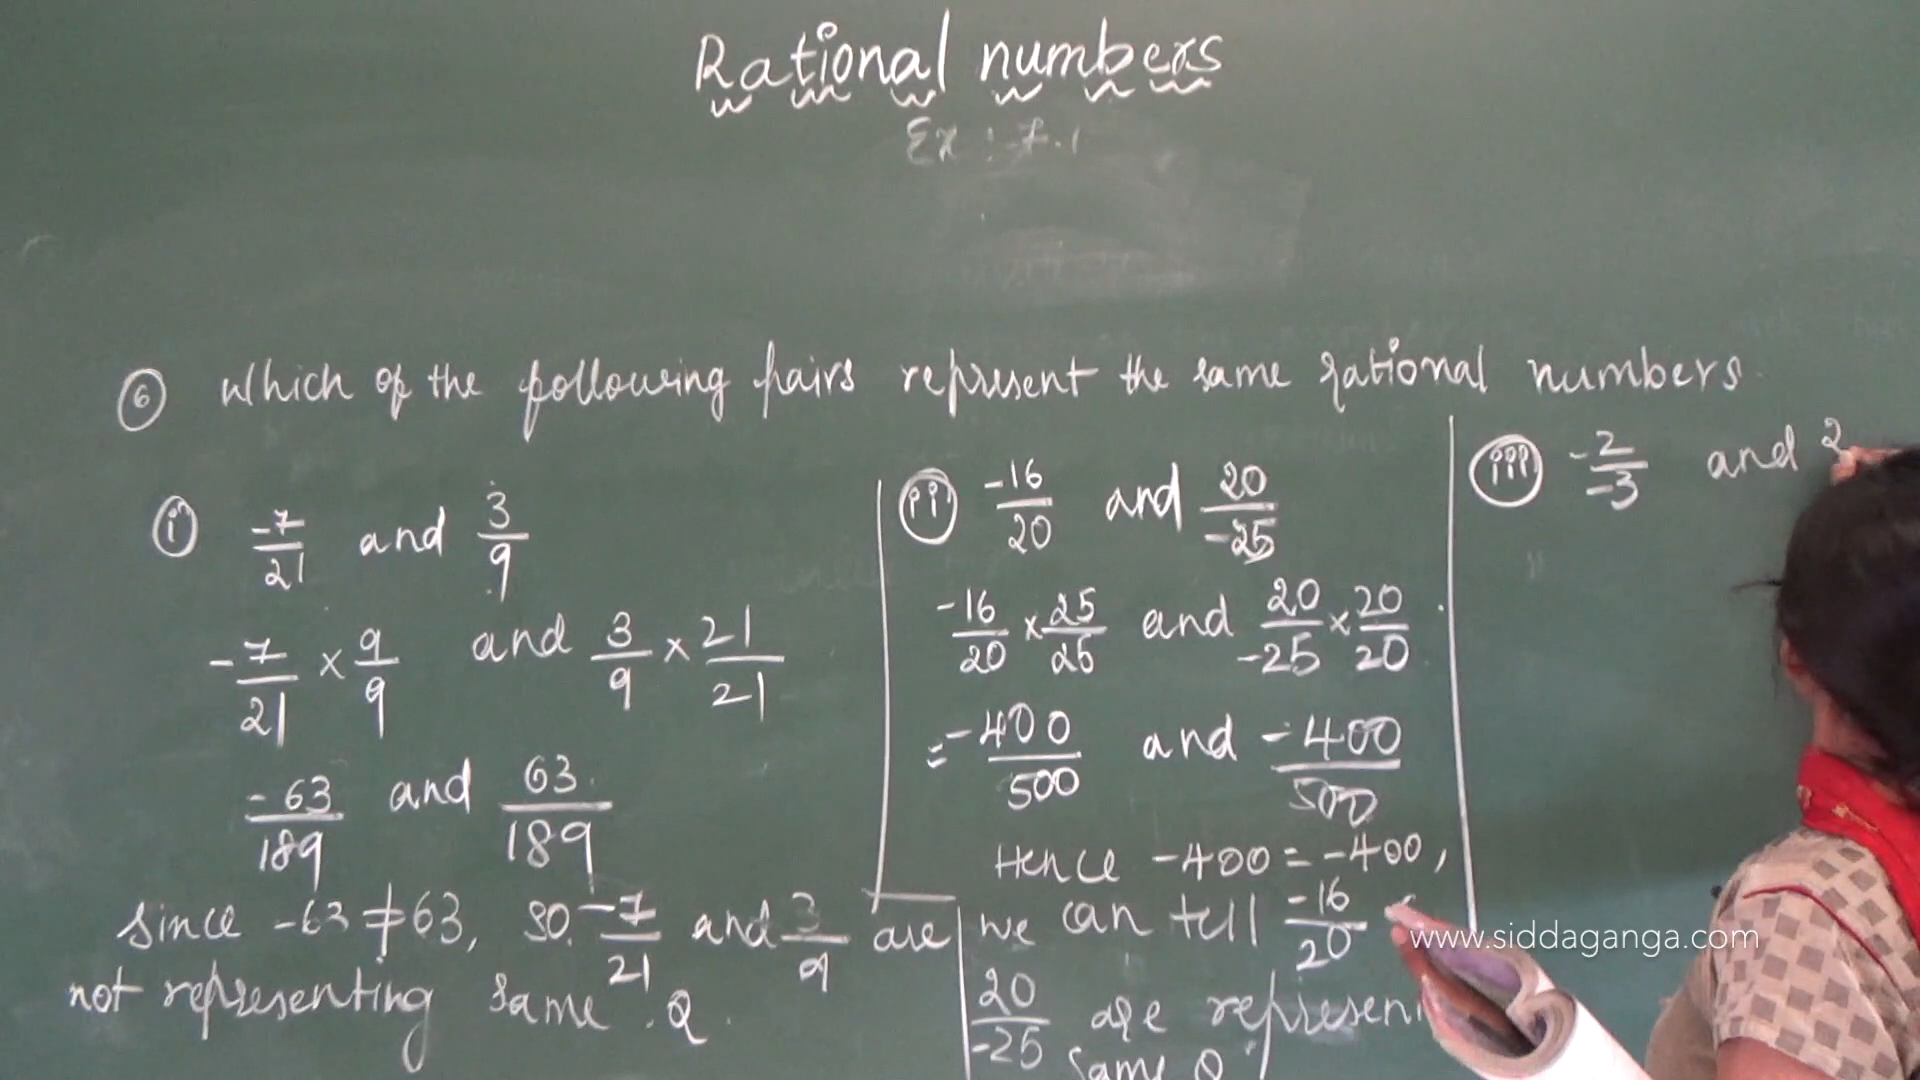 Rational numbers
Ex : 7.1
⑥ Which of the following pairs represent the same rational numbers.
(i) -7/21 and 3/9
-7/21 × 9/9 and 3/9 × 21/21
-63/189 and 63/189
since -63 ≠ 63, so. -7/21 and 3/9 are
not representing same .Q.
(ii) -16/20 and 20/-25
-16/20 × 25/25 and 20/-25 × 20/20
= -400/500 and -400/500
Hence -400 = -400,
we can tell -16/20
20/-25 are represen
same Q.
(iii) -2/-3 and 2
www.siddaganga.com